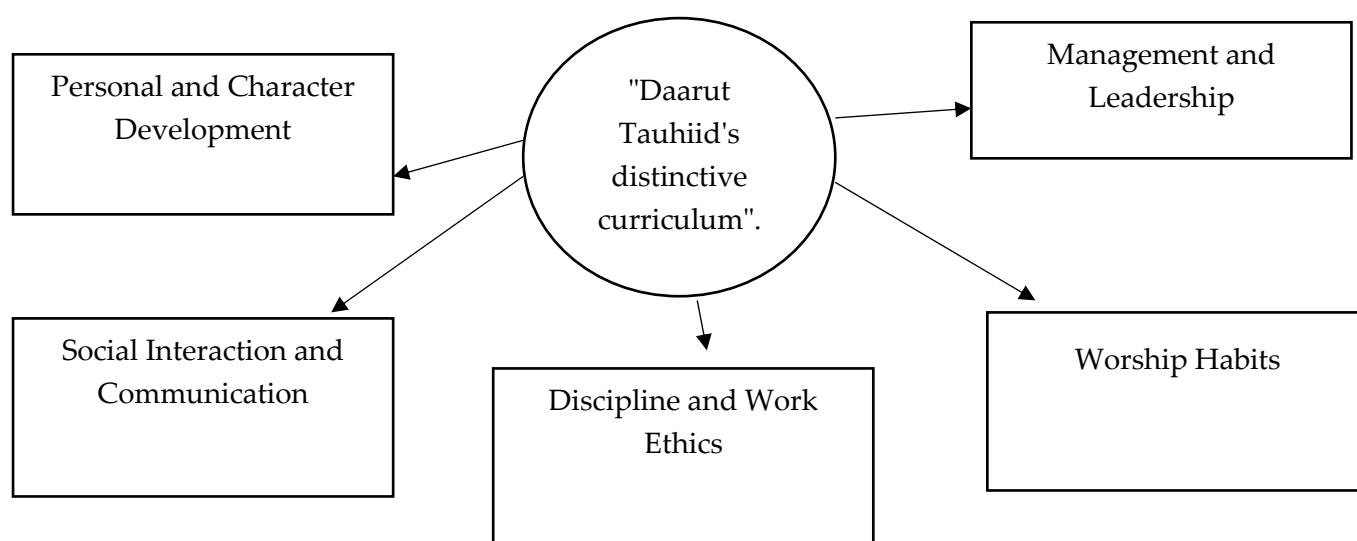 Personal and Character
Development
"Daarut
Tauhiid's
distinctive
curriculum".
Management and
Leadership
Social Interaction and
Communication
Discipline and Work
Ethics
Worship Habits